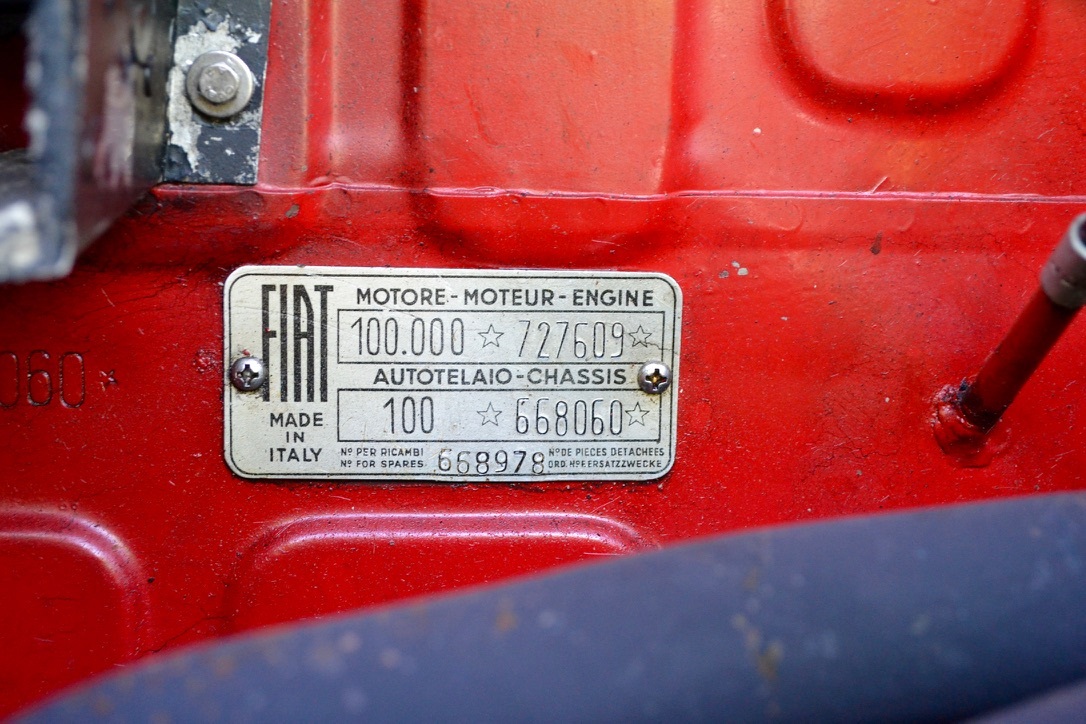 FIAT
MADE
IN
ITALY
MOTORE - MOTEUR - ENGINE
100.000 ☆ 727609 ☆
AUTOTELAIO - CHASSIS
100 ☆ 668060 ☆
Nº PER RICAMBI
Nº FOR SPARES
668978
Nº DE PIECES DETACHEES
ORD. Nº F. ERSATZZWECKE
060 *